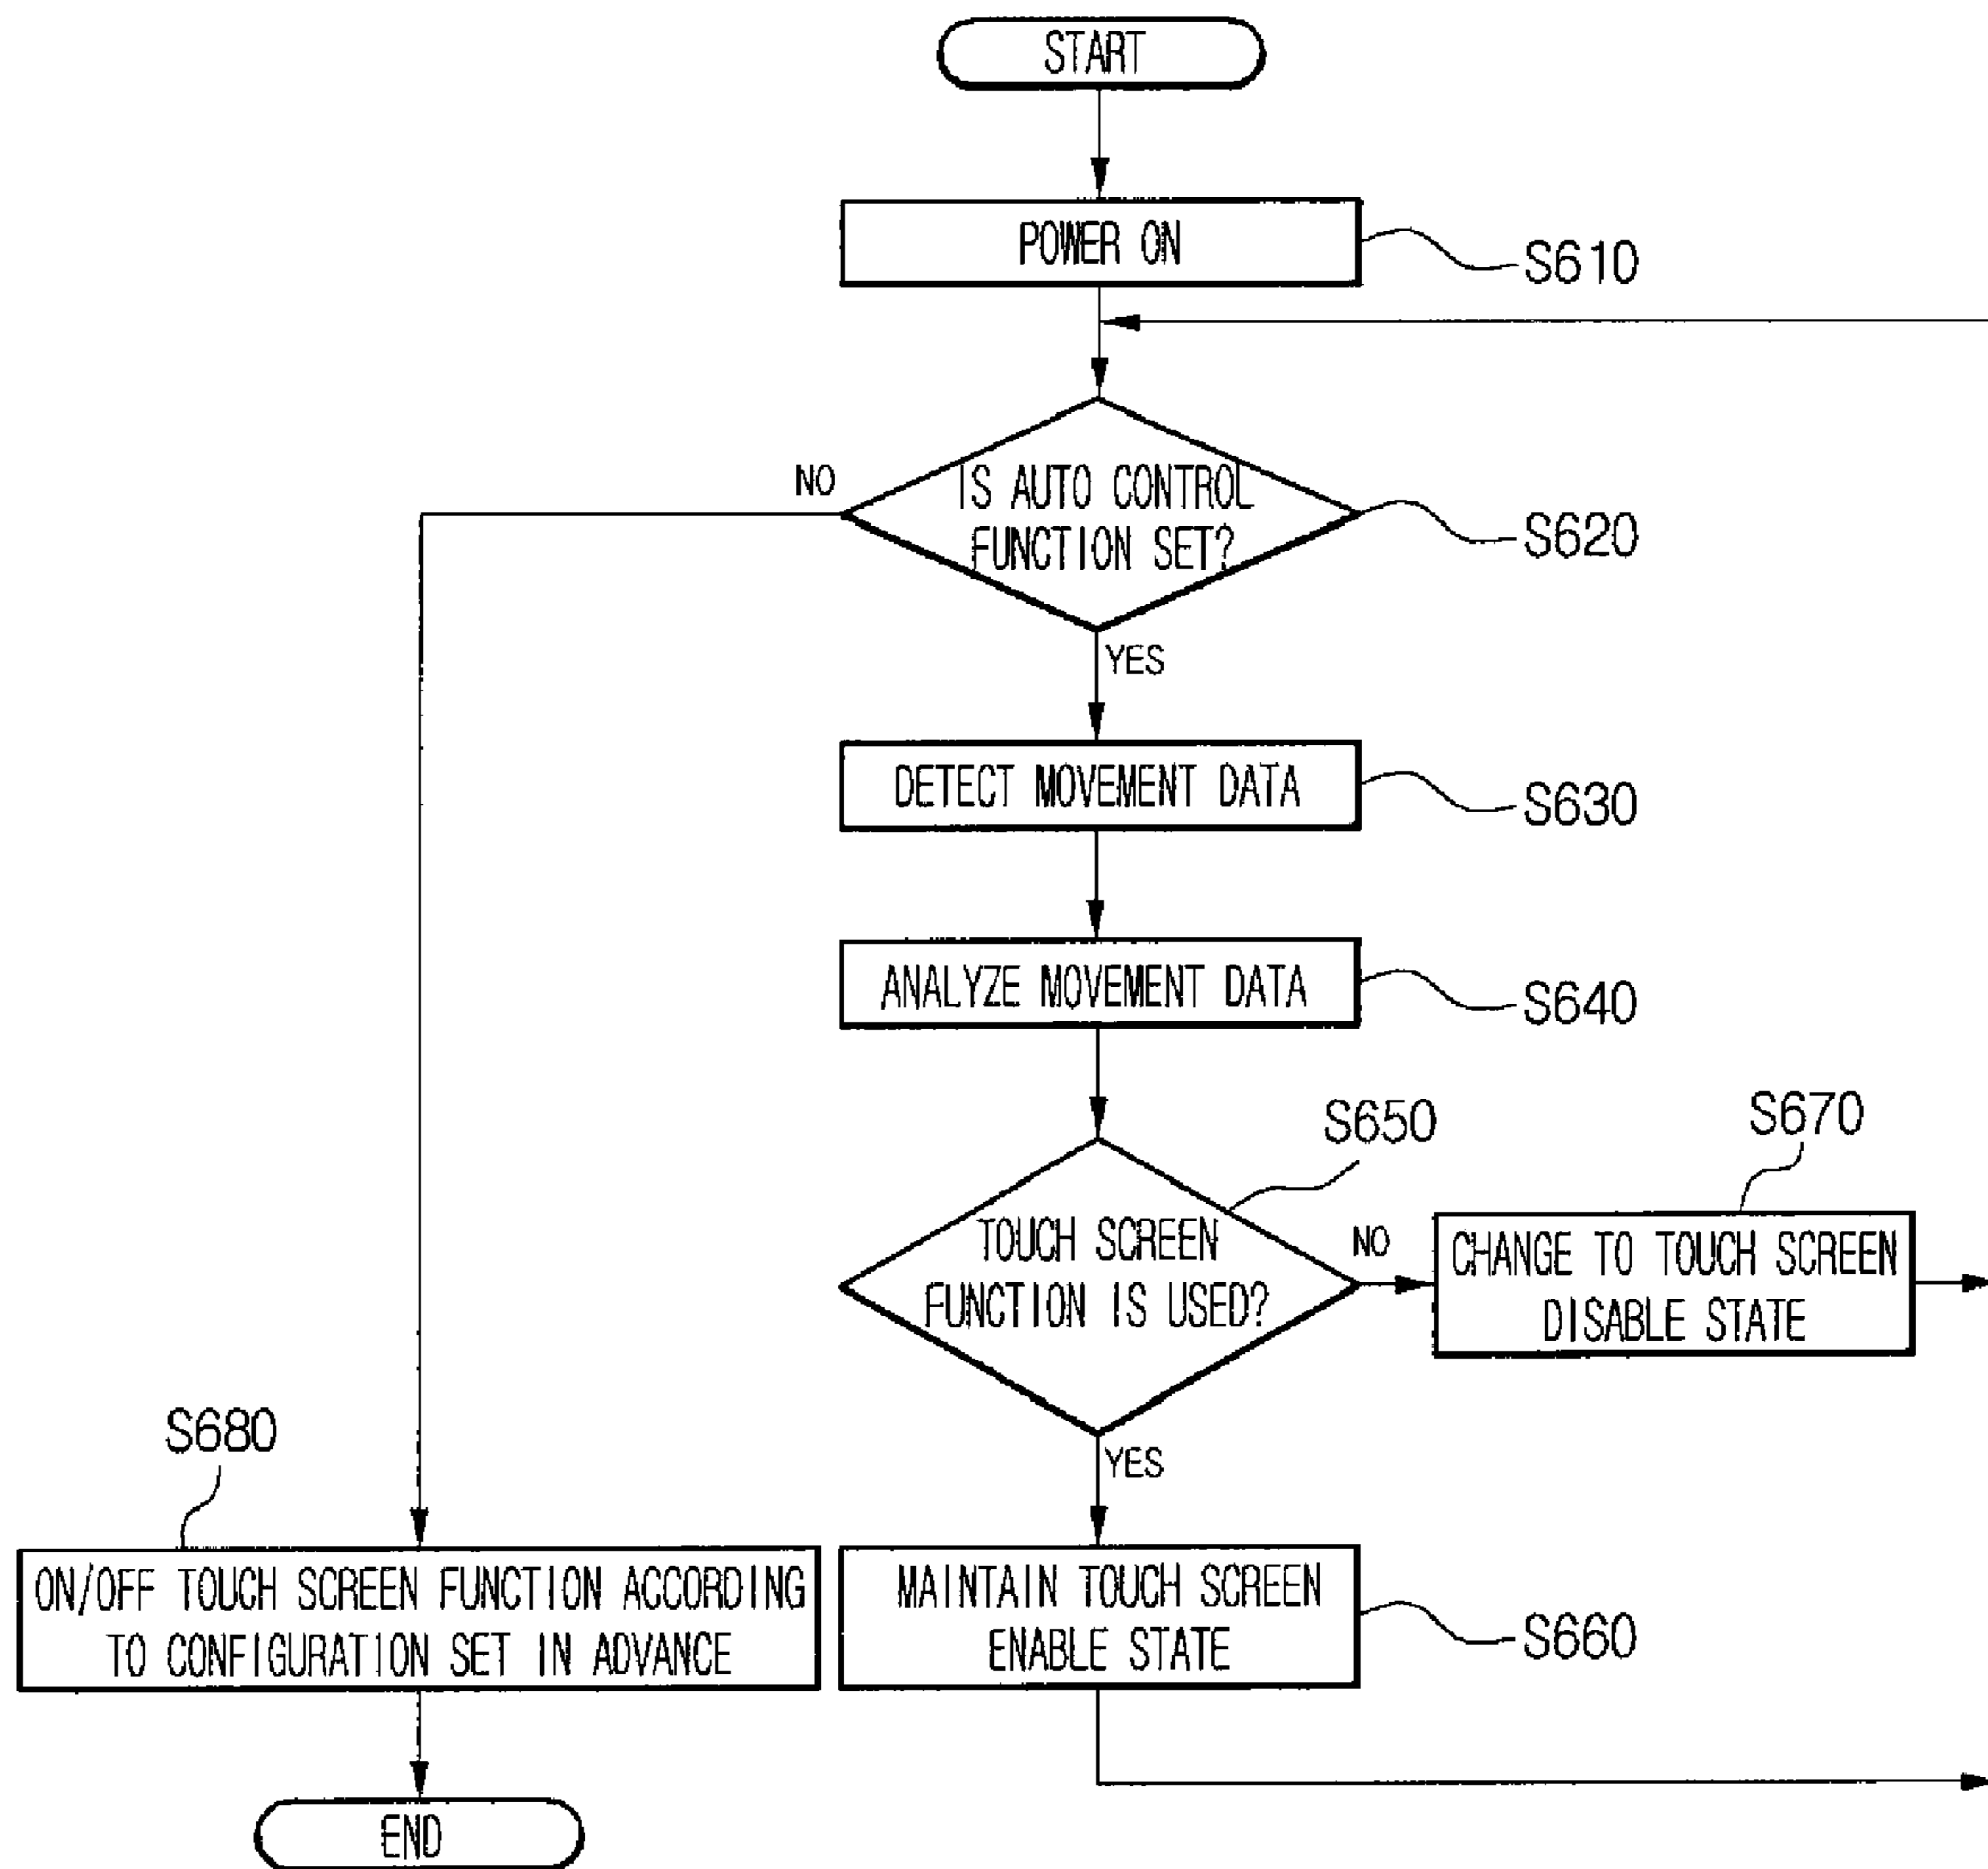 START
POWER ON
S610
NO
IS AUTO CONTROL
FUNCTION SET?
S620
YES
DETECT MOVEMENT DATA
S630
ANALYZE MOVEMENT DATA
S640
S650
S670
TOUCH SCREEN
FUNCTION IS USED?
NO
CHANGE TO TOUCH SCREEN
DISABLE STATE
YES
S680
ON/OFF TOUCH SCREEN FUNCTION ACCORDING
TO CONFIGURATION SET IN ADVANCE
MAINTAIN TOUCH SCREEN
ENABLE STATE
S660
END